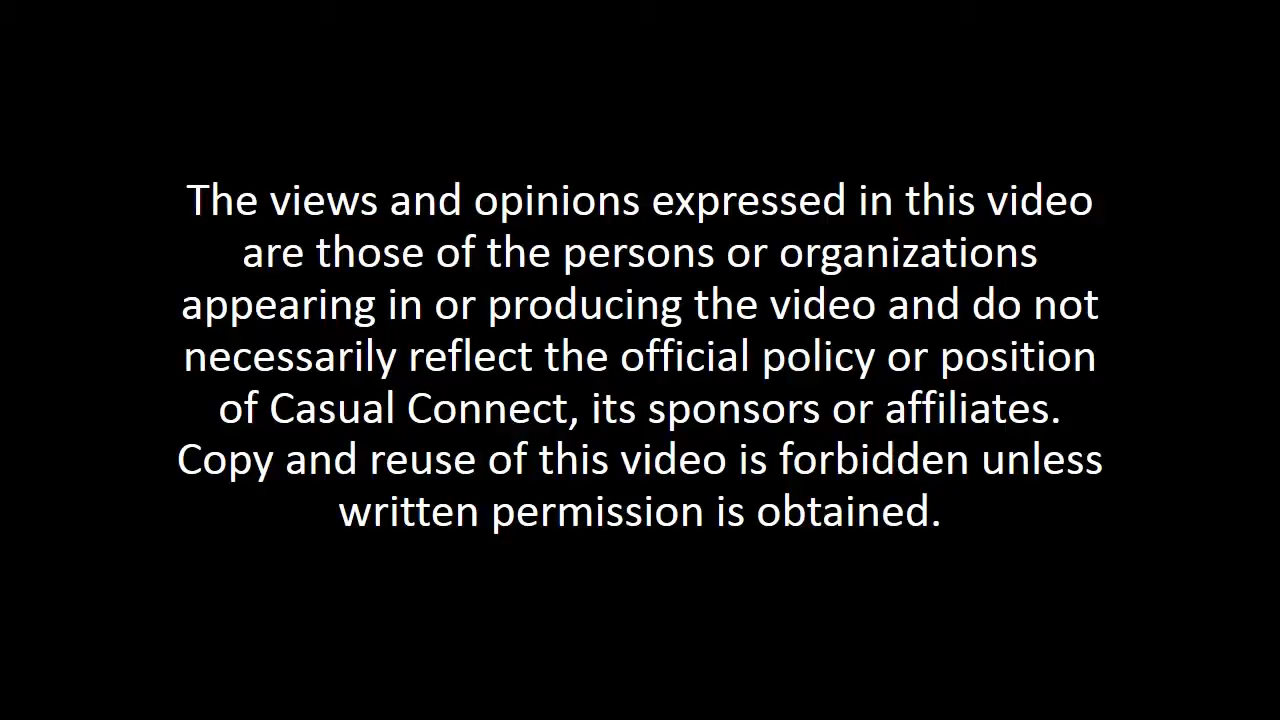 The views and opinions expressed in this video
are those of the persons or organizations
appearing in or producing the video and do not
necessarily reflect the official policy or position
of Casual Connect, its sponsors or affiliates.
Copy and reuse of this video is forbidden unless
written permission is obtained.